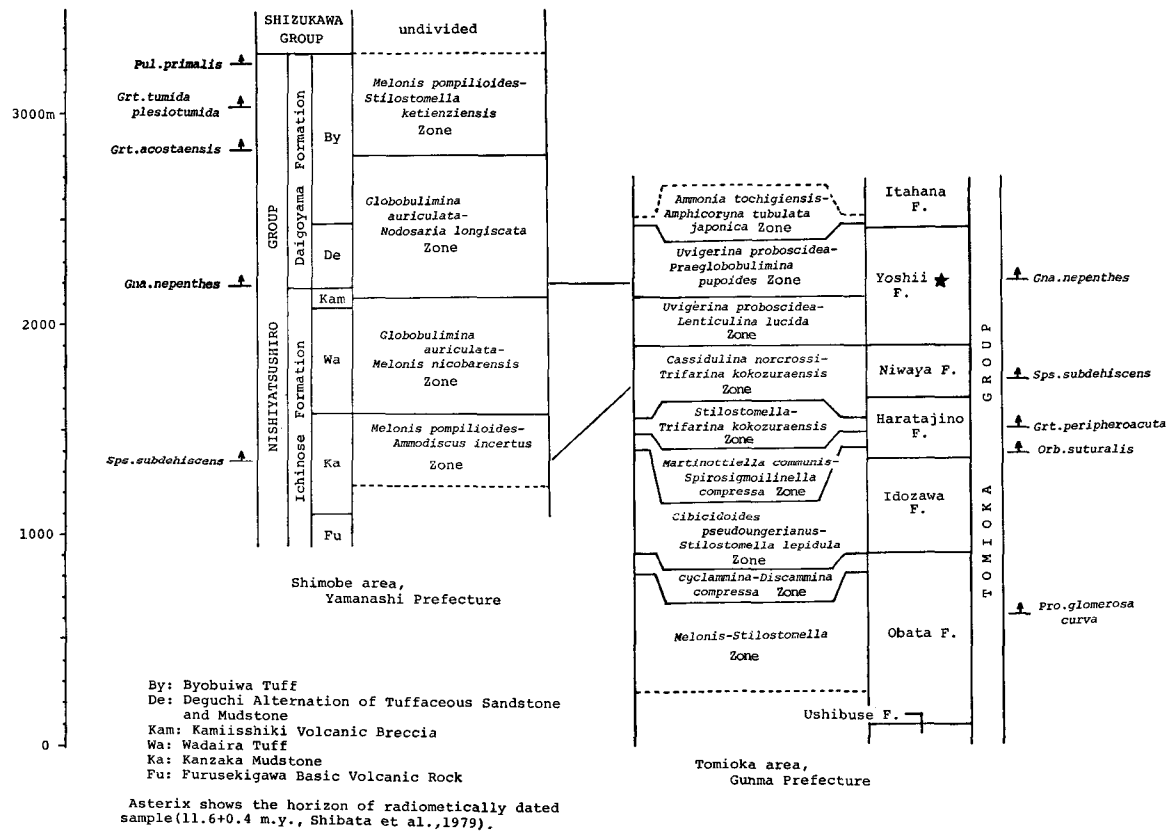 SHIZUKAWA
GROUP
undivided
Pul.primalis
Grt.tumida
plesiotumida
3000m
Grt.acostaensis
Gna.nepenthes
2000
Sps.subdehiscens
1000
0
NISHIYATSUSHIRO GROUP
Daigoyama Formation
Ichinose Formation
By
De
Kam
Wa
Ka
Fu
Melonis pompilioides-
Stilostomella
ketienziensis
Zone
Globobulimina
auriculata-
Nodosaria longiscata
Zone
Globobulimina
auriculata-
Melonis nicobarensis
Zone
Melonis pompilioides-
Ammodiscus incertus
Zone
Shimobe area,
Yamanashi Prefecture
Ammonia tochigiensis-
Amphicoryna tubulata
japonica Zone
Uvigerina proboscidea-
Praeglobobulimina
pupoides Zone
Uvigerina proboscidea-
Lenticulina lucida
Zone
Cassidulina norcrossi-
Trifarina kokozuraensis
Zone
Stilostomella-
Trifarina kokozuraensis
Zone
Martinottiella communis-
Spirosigmoilinella
compressa Zone
Cibicidoides
pseudoungerianus-
Stilostomella lepidula
Zone
Cyclammina-Discammina
compressa Zone
Melonis-Stilostomella
Zone
Itahana
F.
Yoshii ★
F.
Niwaya F.
Haratajino
F.
Idozawa
F.
Obata F.
Ushibuse F.
TOMIOKA GROUP
Gna.nepenthes
Sps.subdehiscens
Grt.peripheroacuta
Orb.suturalis
Pro.glomerosa
curva
Tomioka area,
Gunma Prefecture
By: Byobuiwa Tuff
De: Deguchi Alternation of Tuffaceous Sandstone
and Mudstone
Kam: Kamiisshiki Volcanic Breccia
Wa: Wadaira Tuff
Ka: Kanzaka Mudstone
Fu: Furusekigawa Basic Volcanic Rock
Asterix shows the horizon of radiometically dated
sample(11.6+0.4 m.y., Shibata et al.,1979).